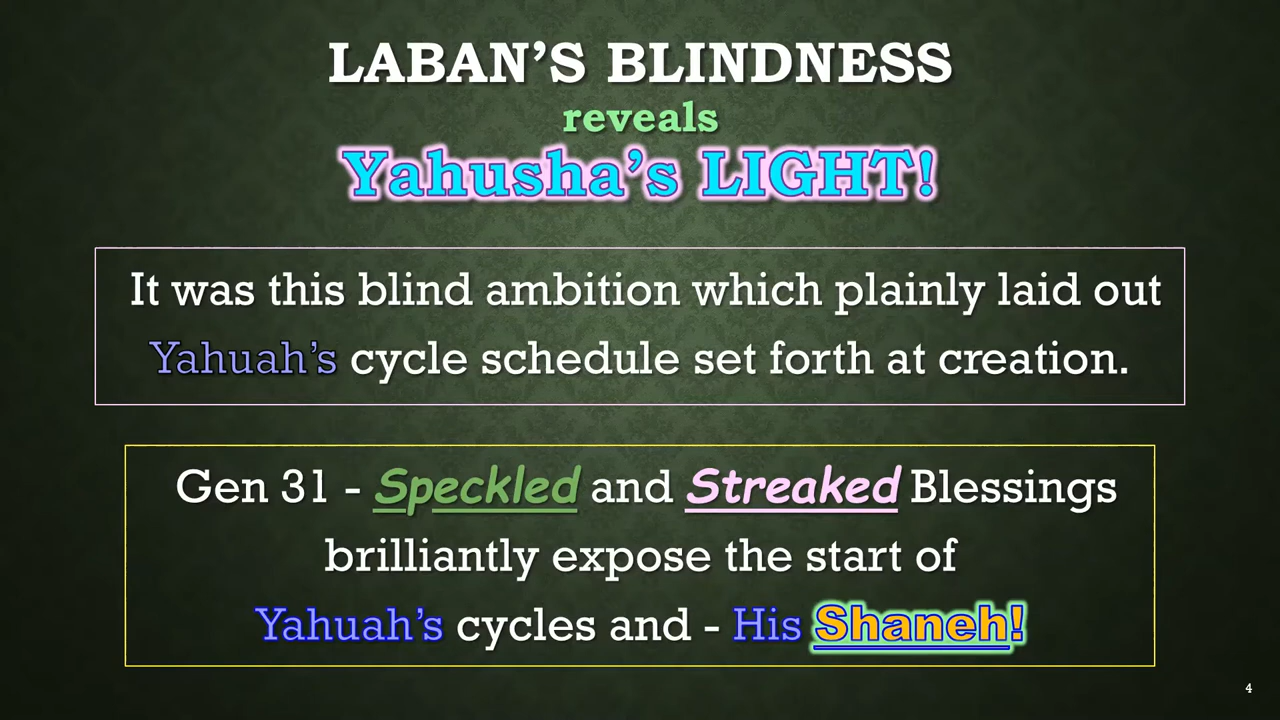 LABAN’S BLINDNESS
reveals
Yahusha’s LIGHT!
It was this blind ambition which plainly laid out
Yahuah’s cycle schedule set forth at creation.
Gen 31 - Speckled and Streaked Blessings
brilliantly expose the start of
Yahuah’s cycles and - His Shaneh!
4